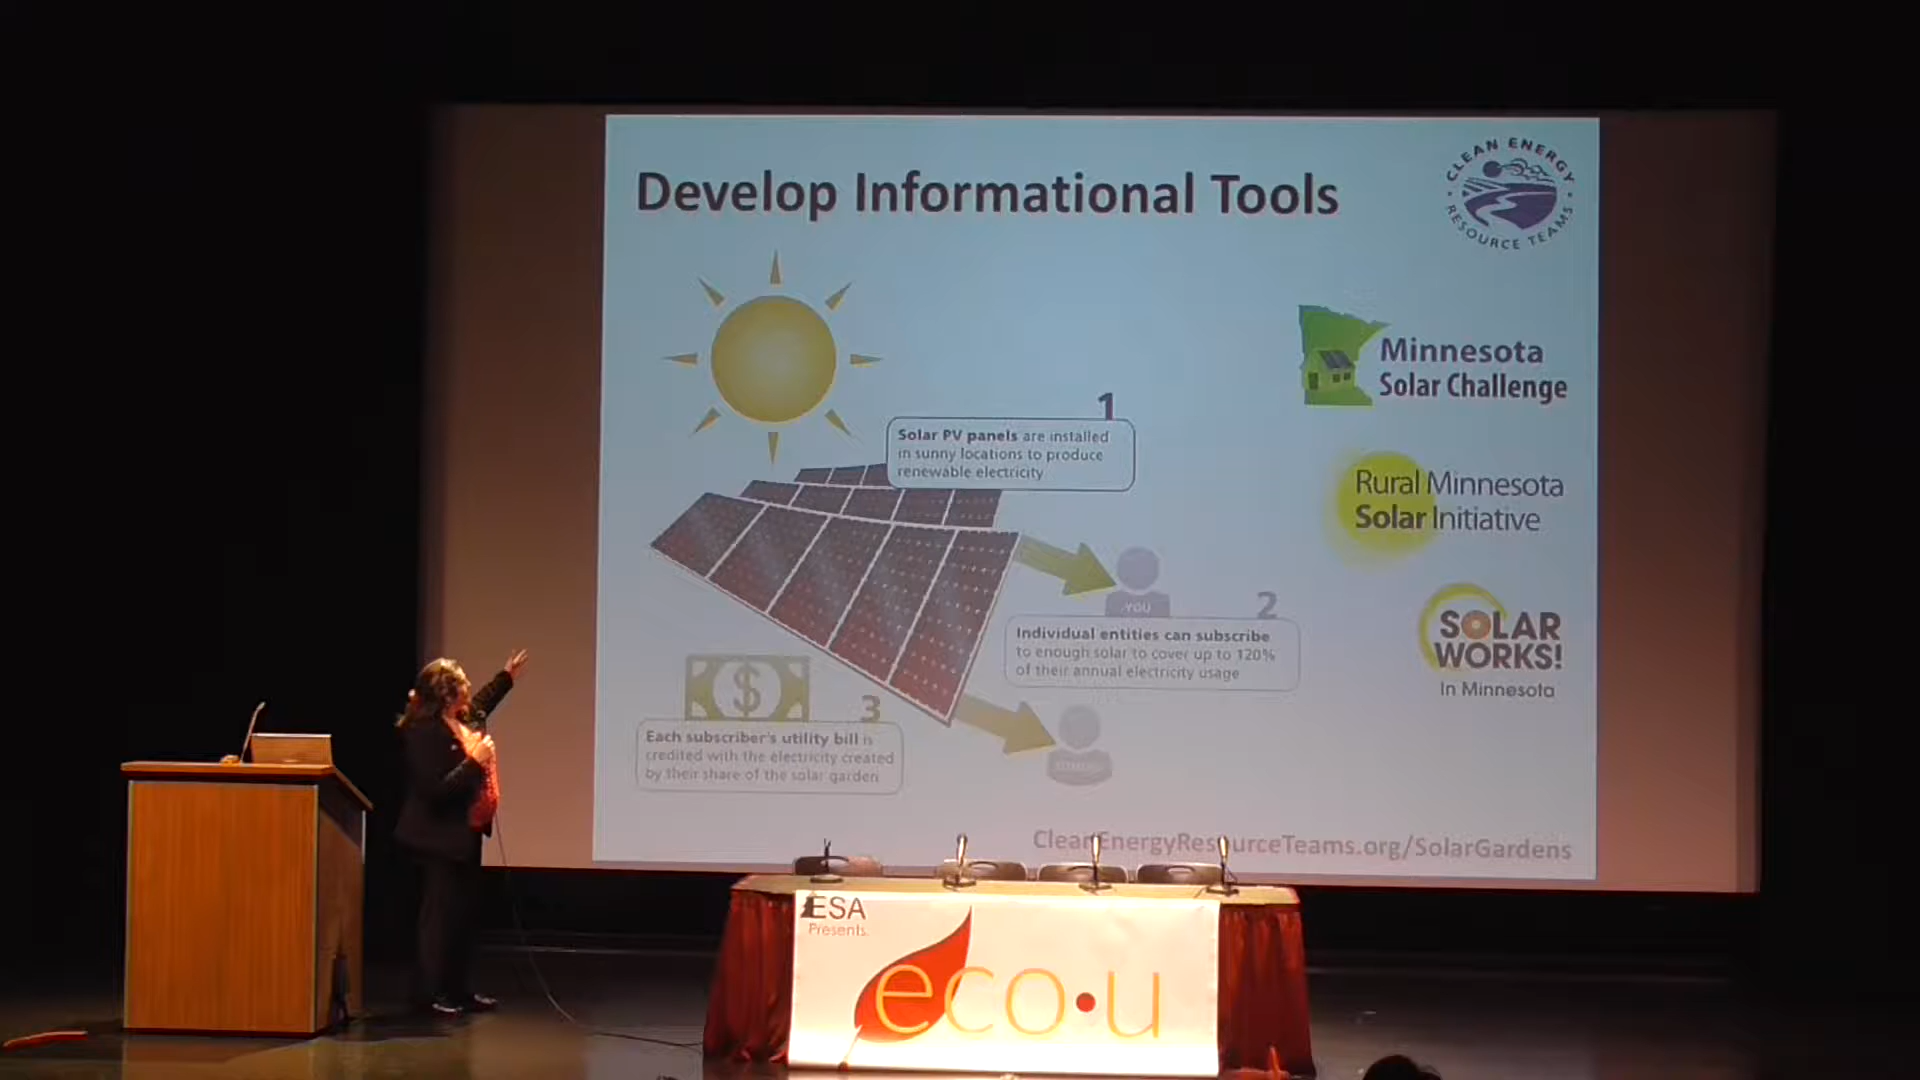 Develop Informational Tools
CLEAN ENERGY
RESOURCE TEAMS
Minnesota
Solar Challenge
1
Solar PV panels are installed
in sunny locations to produce
renewable electricity
Rural Minnesota
Solar Initiative
YOU
2
Individual entities can subscribe
to enough solar to cover up to 120%
of their annual electricity usage
SOLAR
WORKS!
In Minnesota
3
Each subscriber's utility bill is
credited with the electricity created
by their share of the solar garden
CleanEnergyResourceTeams.org/SolarGardens
ESA
Presents
eco•u